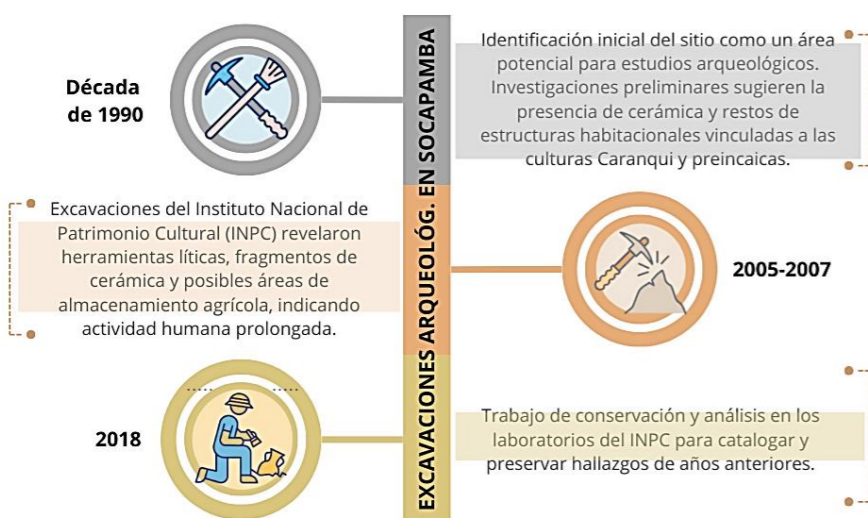 EXCAVACIONES ARQUEOLÓG. EN SOCAPAMBA
Década
de 1990
Identificación inicial del sitio como un área
potencial para estudios arqueológicos.
Investigaciones preliminares sugieren la
presencia de cerámica y restos de
estructuras habitacionales vinculadas a las
culturas Caranqui y preincaicas.
2005-2007
Excavaciones del Instituto Nacional de
Patrimonio Cultural (INPC) revelaron
herramientas líticas, fragmentos de
cerámica y posibles áreas de
almacenamiento agrícola, indicando
actividad humana prolongada.
2018
Trabajo de conservación y análisis en los
laboratorios del INPC para catalogar y
preservar hallazgos de años anteriores.